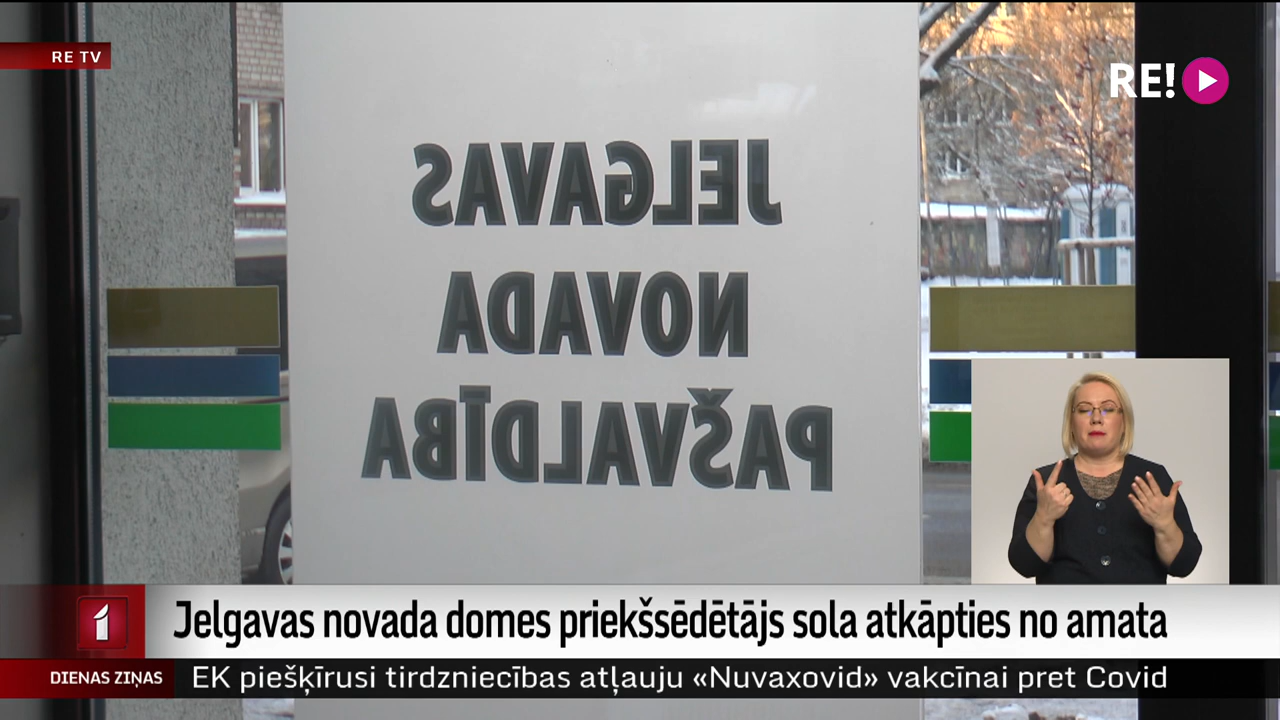 RE TV
RE!
JELGAVAS
NOVADA
PAŠVALDĪBA
1
Jelgavas novada domes priekšsēdētājs sola atkāpties no amata
DIENAS ZIŅAS EK piešķīrusi tirdzniecības atļauju «Nuvaxovid» vakcīnai pret Covid